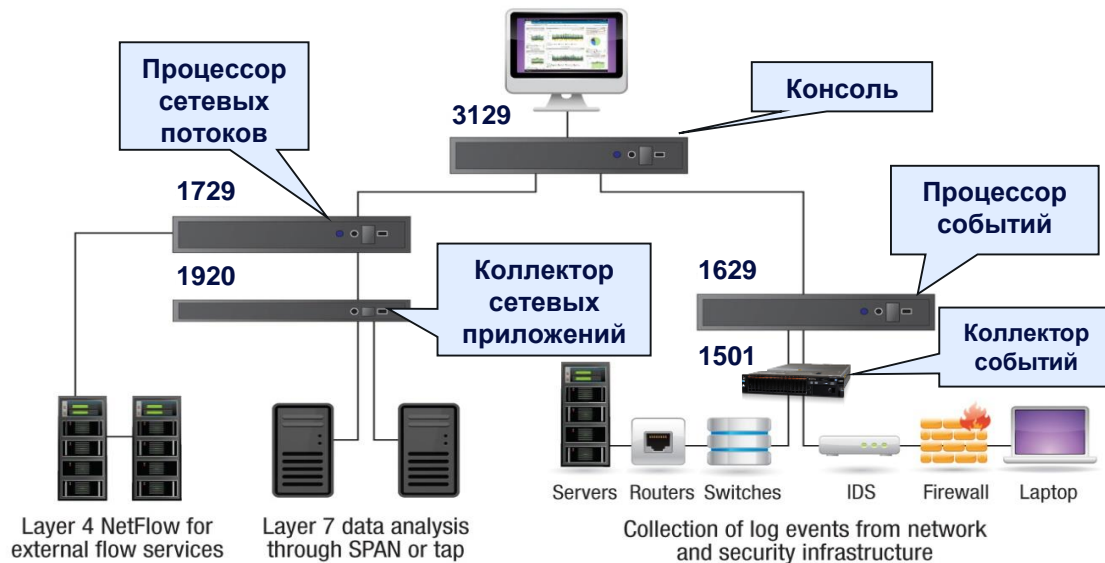 Процессор
сетевых
потоков
Консоль
3129
1729
Процессор
событий
1920
Коллектор
сетевых
приложений
1629
1501
Коллектор
событий
Servers
Routers
Switches
IDS
Firewall
Laptop
Layer 4 NetFlow for
external flow services
Layer 7 data analysis
through SPAN or tap
Collection of log events from network
and security infrastructure